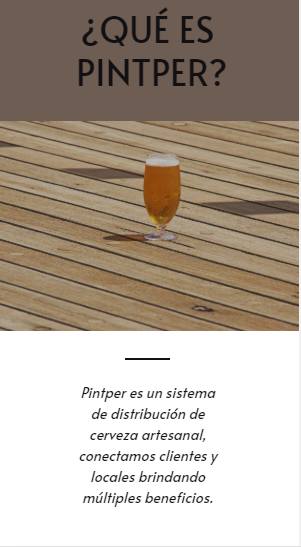 ¿QUÉ ES
PINTPER?
Pintper es un sistema
de distribución de
cerveza artesanal,
conectamos clientes y
locales brindando
múltiples beneficios.